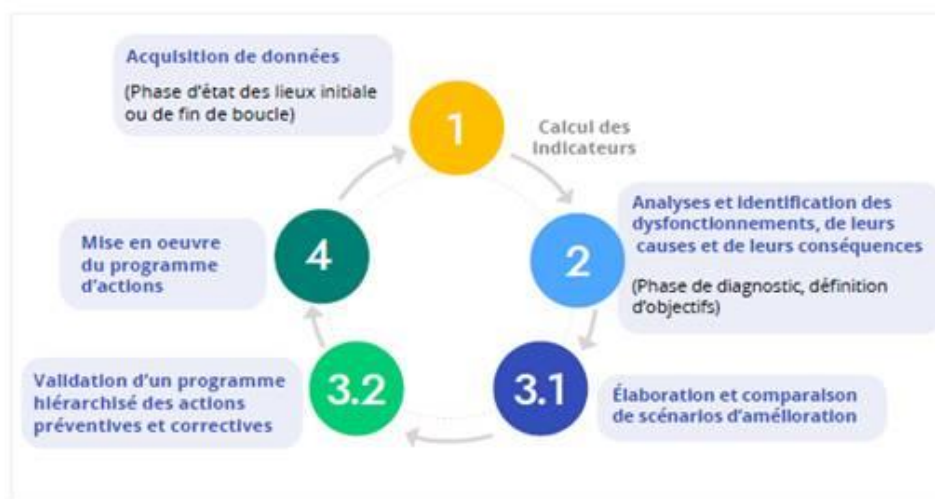 Acquisition de données
(Phase d'état des lieux initiale
ou de fin de boucle)
1
Calcul des
indicateurs
2
Analyses et identification des
dysfonctionnements, de leurs
causes et de leurs conséquences
(Phase de diagnostic, définition
d'objectifs)
3.1
Élaboration et comparaison
de scénarios d'amélioration
3.2
Validation d'un programme
hiérarchisé des actions
préventives et correctives
4
Mise en oeuvre
du programme
d'actions